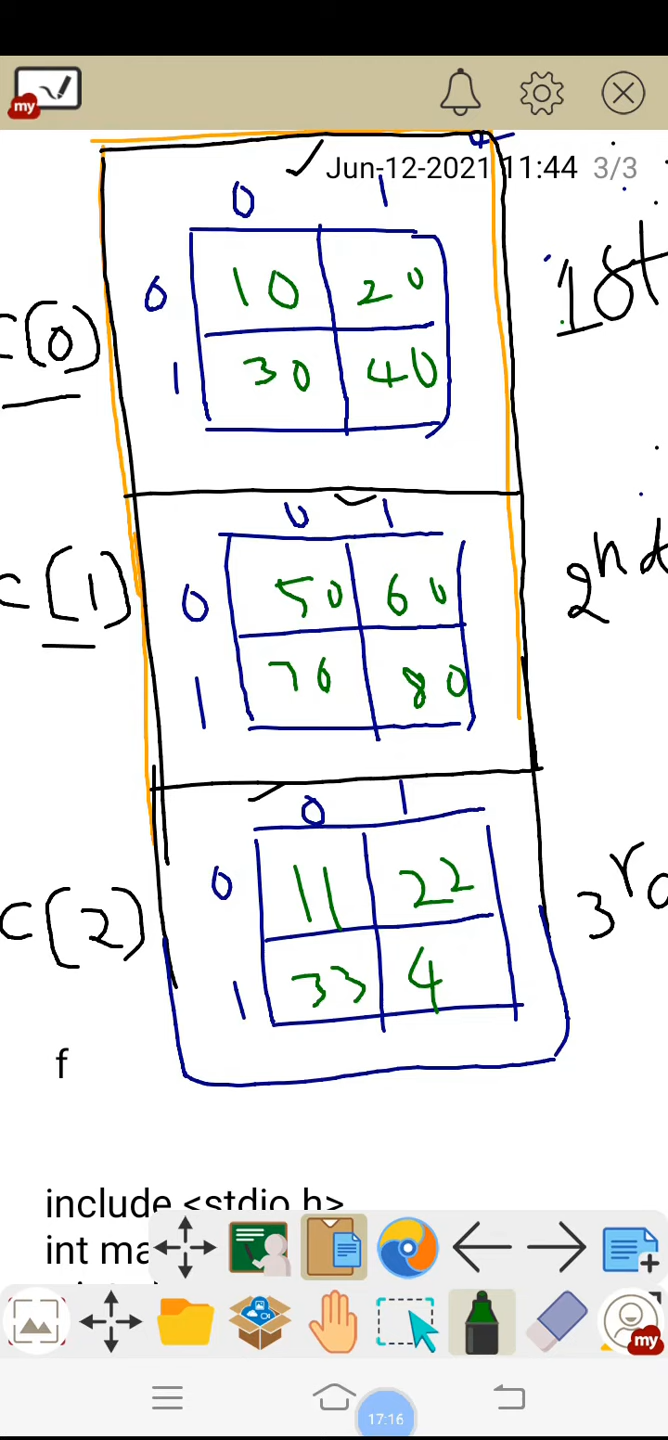 my
Jun-12-2021 11:44 3/3
0 1
0 10 20
1 30 40
c(0)
1st
0 1
0 50 60
1 70 80
c(1)
2nd
0 1
0 11 22
1 33 4
c(2)
3rd
f
include <stdio.h>
int ma
my
17:16